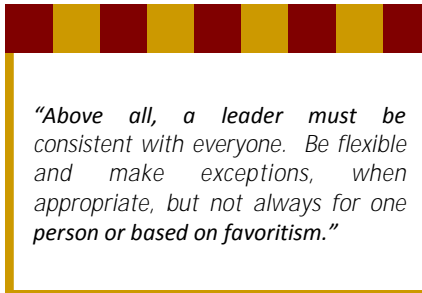 “Above all, a leader must be
consistent with everyone. Be flexible
and make exceptions, when
appropriate, but not always for one
person or based on favoritism.”